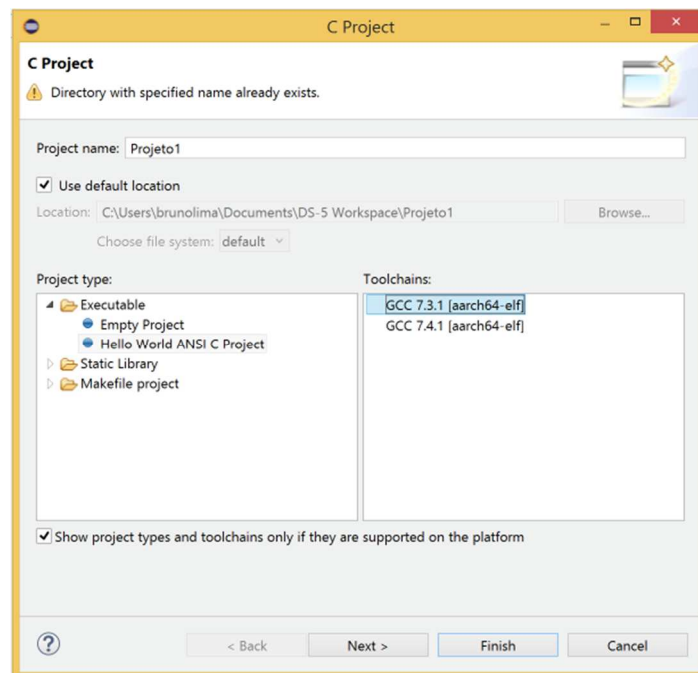 C Project
C Project
Directory with specified name already exists.
Project name: Projeto1
Use default location
Location: C:\Users\brunolima\Documents\DS-5 Workspace\Projeto1 Browse...
Choose file system: default
Project type: Toolchains:
Executable GCC 7.3.1 [aarch64-elf]
Empty Project GCC 7.4.1 [aarch64-elf]
Hello World ANSI C Project
Static Library
Makefile project
Show project types and toolchains only if they are supported on the platform
? < Back Next > Finish Cancel